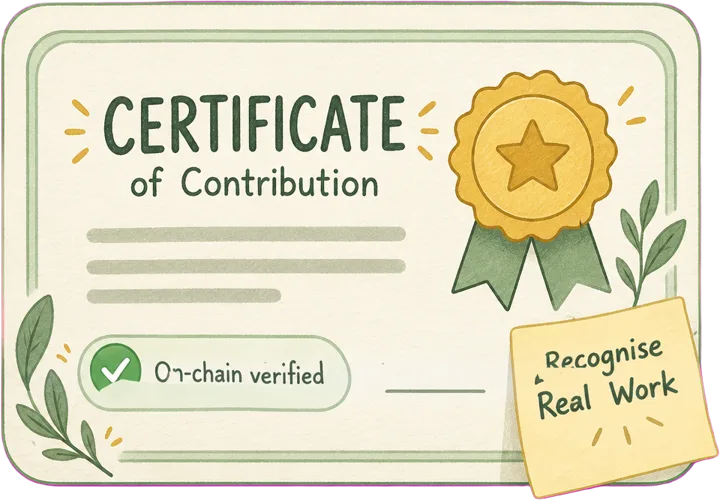 CERTIFICATE
of Contribution
On-chain verified
Recognise
Real Work